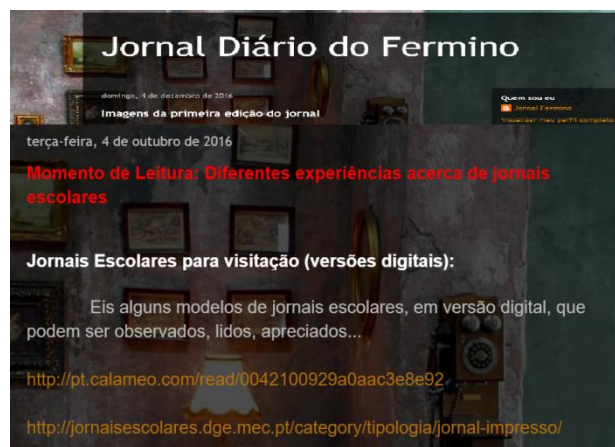 Jornal Diário do Fermino
domingo, 4 de dezembro de 2016
Imagens da primeira edição do jornal
Quem sou eu
Jornal Fermino
Visualizar meu perfil completo
terça-feira, 4 de outubro de 2016
Momento de Leitura: Diferentes experiências acerca de jornais
escolares
Jornais Escolares para visitação (versões digitais):
Eis alguns modelos de jornais escolares, em versão digital, que
podem ser observados, lidos, apreciados...
http://pt.calameo.com/read/0042100929a0aac3e8e92
http://jornaisescolares.dge.mec.pt/category/tipologia/jornal-impresso/